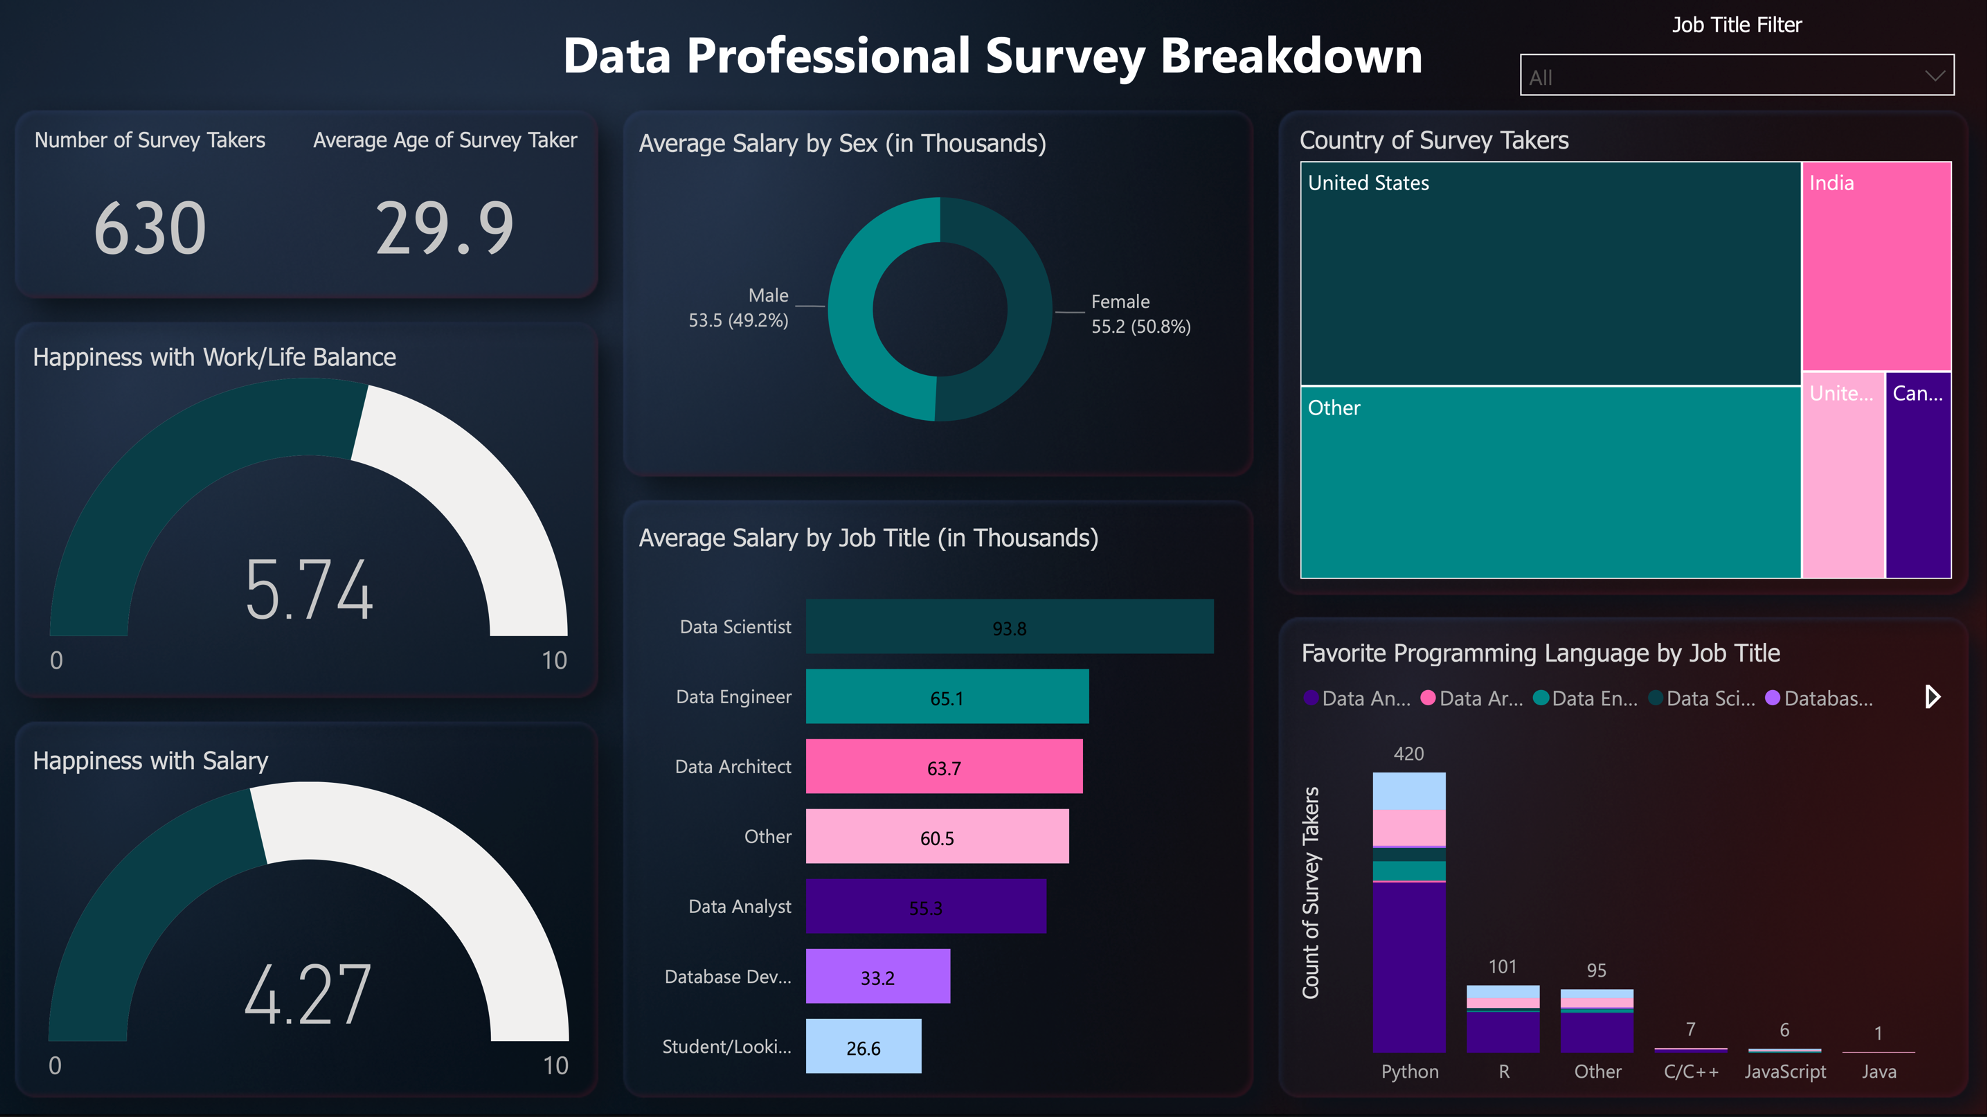 Data Professional Survey Breakdown
Job Title Filter
All
Number of Survey Takers
630
Average Age of Survey Taker
29.9
Happiness with Work/Life Balance
5.74
0
10
Happiness with Salary
4.27
0
10
Average Salary by Sex (in Thousands)
Male
53.5 (49.2%)
Female
55.2 (50.8%)
Average Salary by Job Title (in Thousands)
Data Scientist
93.8
Data Engineer
65.1
Data Architect
63.7
Other
60.5
Data Analyst
55.3
Database Dev...
33.2
Student/Looki...
26.6
Country of Survey Takers
United States
India
Other
Unite...
Can...
Favorite Programming Language by Job Title
Data An...
Data Ar...
Data En...
Data Sci...
Databas...
Count of Survey Takers
420
101
95
7
6
1
Python
R
Other
C/C++
JavaScript
Java